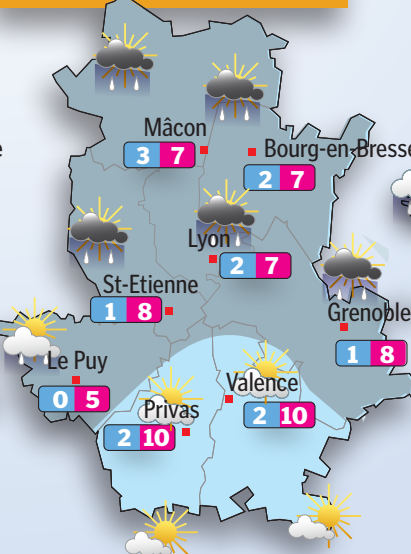 Mâcon
3 7
Bourg-en-Bresse
2 7
Lyon
2 7
St-Etienne
1 8
Grenoble
1 8
Le Puy
0 5
Valence
2 10
Privas
2 10